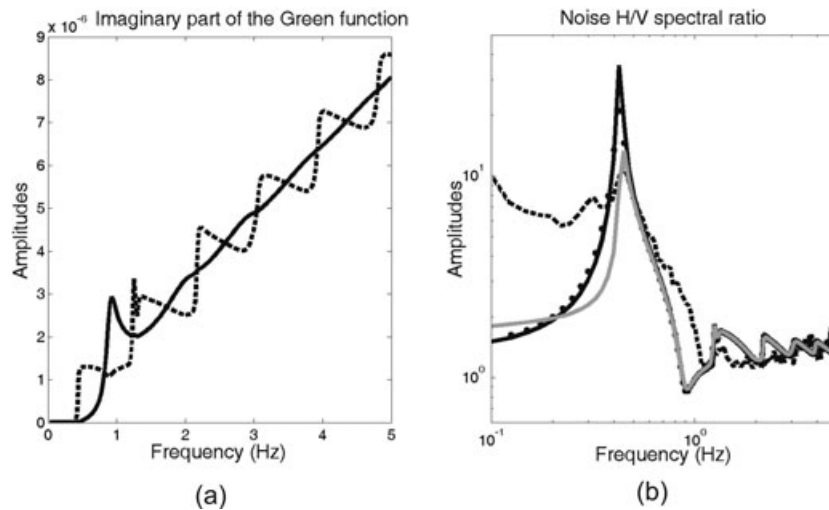 x 10⁻⁶ Imaginary part of the Green function
9
8
7
6
5
4
3
2
1
0
Amplitudes
0 1 2 3 4 5
Frequency (Hz)
(a)
Noise H/V spectral ratio
10¹
10⁰
Amplitudes
10⁻¹ 10⁰
Frequency (Hz)
(b)